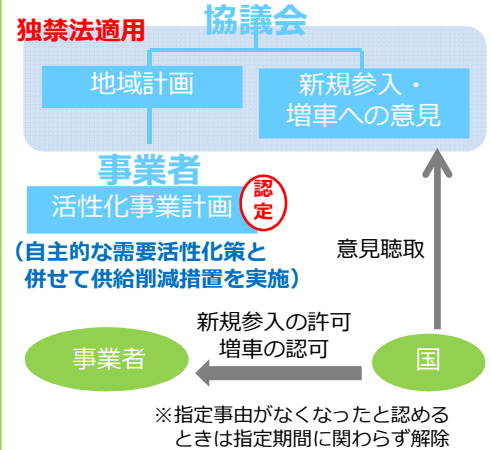 協議会
独禁法適用
地域計画
新規参入・
増車への意見
事業者
活性化事業計画
認
定
（自主的な需要活性化策と
併せて供給削減措置を実施）
意見聴取
新規参入の許可
増車の認可
事業者
国
※指定事由がなくなったと認める
ときは指定期間に関わらず解除